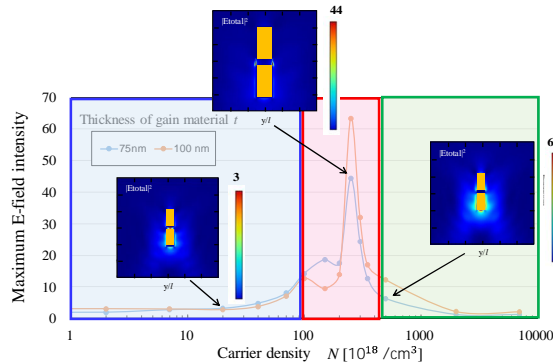 |Etotal|²
44
y/l
70
60
50
40
30
20
10
0
Maximum E-field intensity
Thickness of gain material t
75nm
100 nm
|Etotal|²
3
y/l
|Etotal|²
6
y/l
1
10
100
1000
10000
Carrier density N [10¹⁸ /cm³]